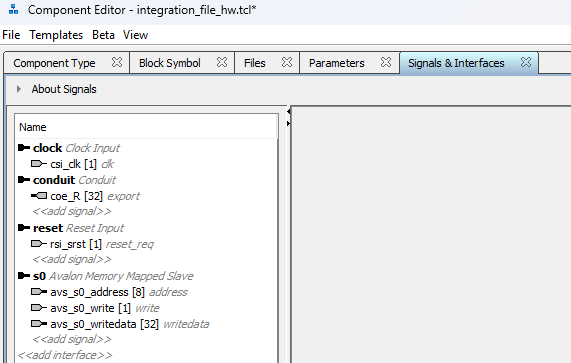 Component Editor - integration_file_hw.tcl*
File Templates Beta View
Component Type Block Symbol Files Parameters Signals & Interfaces
About Signals
Name
clock Clock Input
csi_clk [1] clk
conduit Conduit
coe_R [32] export
<<add signal>>
reset Reset Input
rsi_srst [1] reset_req
<<add signal>>
s0 Avalon Memory Mapped Slave
avs_s0_address [8] address
avs_s0_write [1] write
avs_s0_writedata [32] writedata
<<add signal>>
<<add interface>>